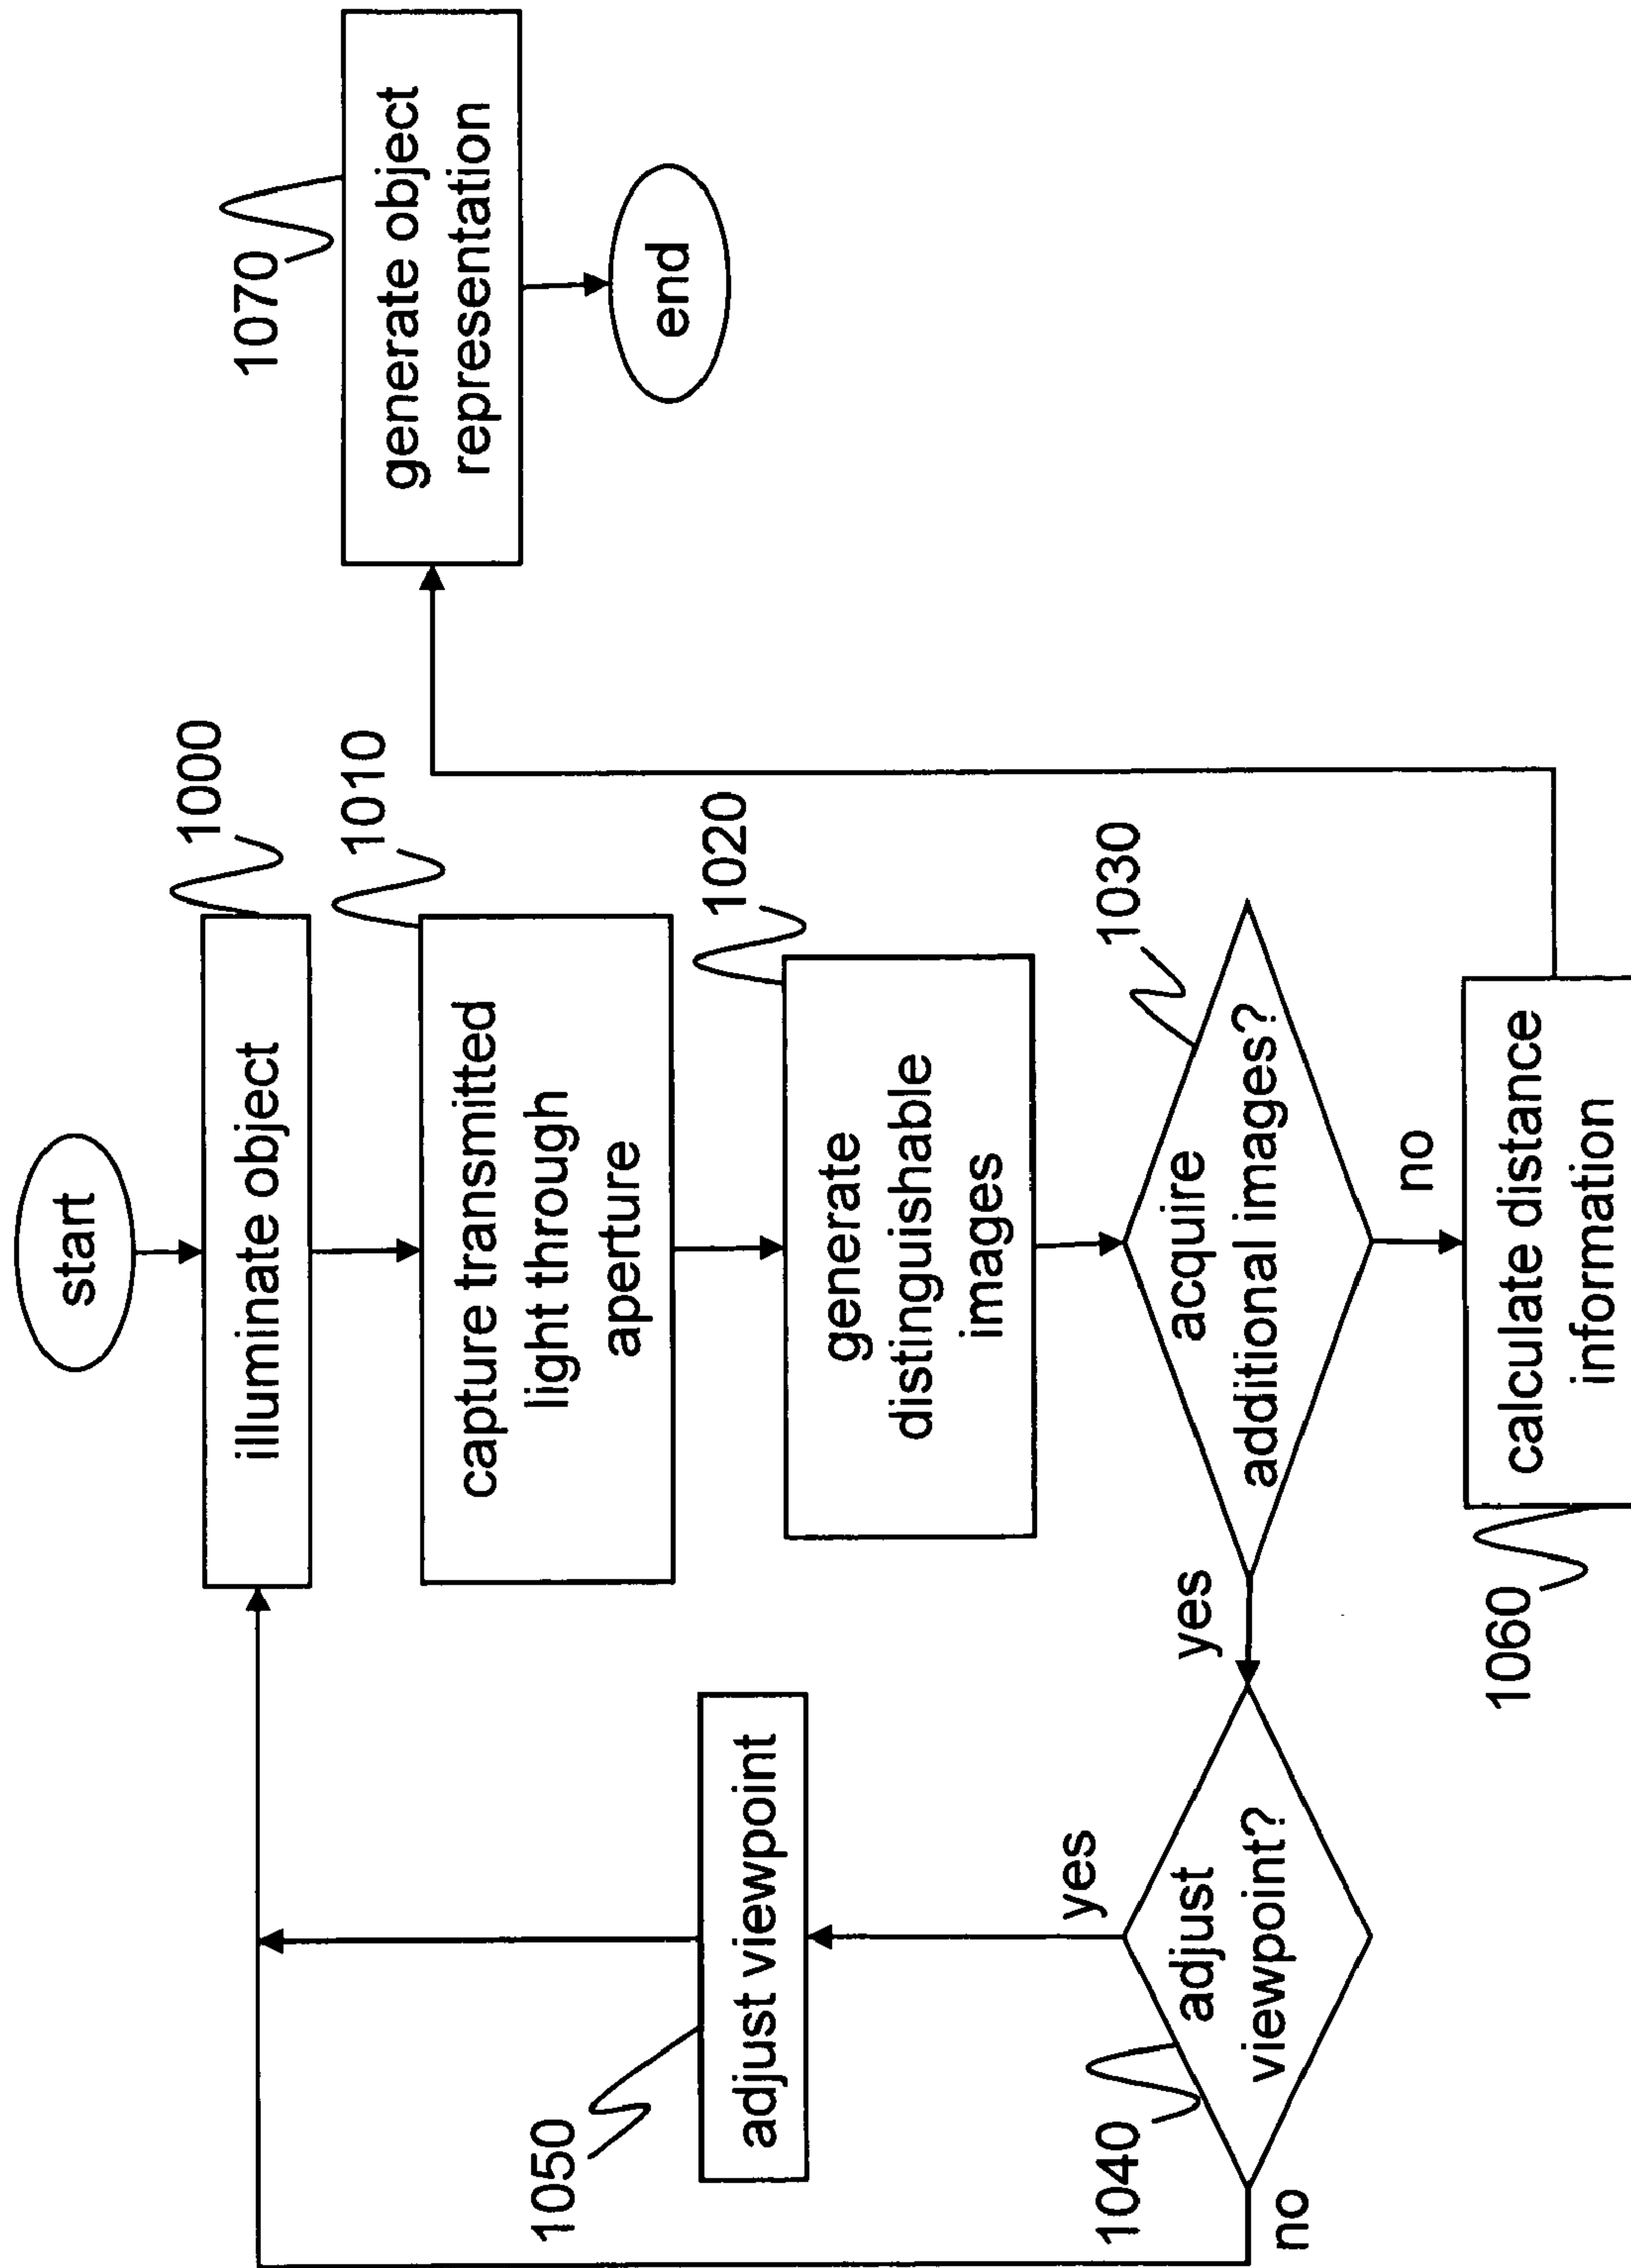 start
1000
illuminate object
1010
capture transmitted
light through
aperture
1020
generate
distinguishable
images
1030
acquire
additional images?
yes
no
1040
adjust
viewpoint?
yes
no
1050
adjust viewpoint
1060
calculate distance
information
1070
generate object
representation
end